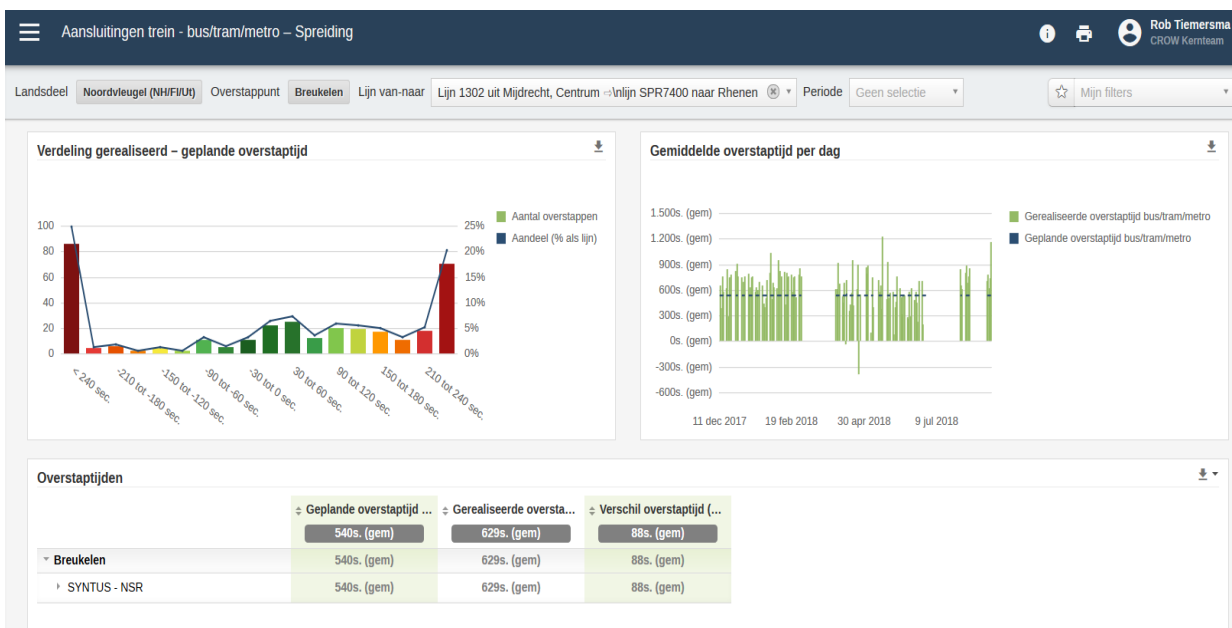 Aansluitingen trein - bus/tram/metro – Spreiding
Rob Tiemersma
CROW Kernteam
Landsdeel Noordvleugel (NH/Fl/Ut) Overstappunt Breukelen Lijn van-naar Lijn 1302 uit Mijdrecht, Centrum ⇨\nlijn SPR7400 naar Rhenen Periode Geen selectie Mijn filters
Verdeling gerealiseerd – geplande overstaptijd
100
80
60
40
20
0
25%
20%
15%
10%
5%
0%
Aantal overstappen
Aandeel (% als lijn)
< 240 sec.
-210 tot -180 sec.
-150 tot -120 sec.
-90 tot -60 sec.
-30 tot 0 sec.
30 tot 60 sec.
90 tot 120 sec.
150 tot 180 sec.
210 tot 240 sec.
Gemiddelde overstaptijd per dag
1.500s. (gem)
1.200s. (gem)
900s. (gem)
600s. (gem)
300s. (gem)
0s. (gem)
-300s. (gem)
-600s. (gem)
11 dec 2017 19 feb 2018 30 apr 2018 9 jul 2018
Gerealiseerde overstaptijd bus/tram/metro
Geplande overstaptijd bus/tram/metro
Overstaptijden
Geplande overstaptijd ... Gerealiseerde oversta... Verschil overstaptijd (...
540s. (gem) 629s. (gem) 88s. (gem)
Breukelen 540s. (gem) 629s. (gem) 88s. (gem)
SYNTUS - NSR 540s. (gem) 629s. (gem) 88s. (gem)